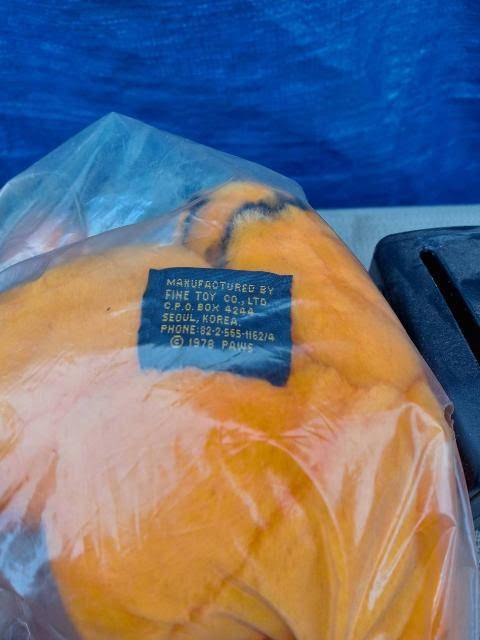 MANUFACTURED BY
FINE TOY CO., LTD.
C.P.O. BOX 4244
SEOUL, KOREA.
PHONE: 82-2-565-1162/4
© 1978 PAWS